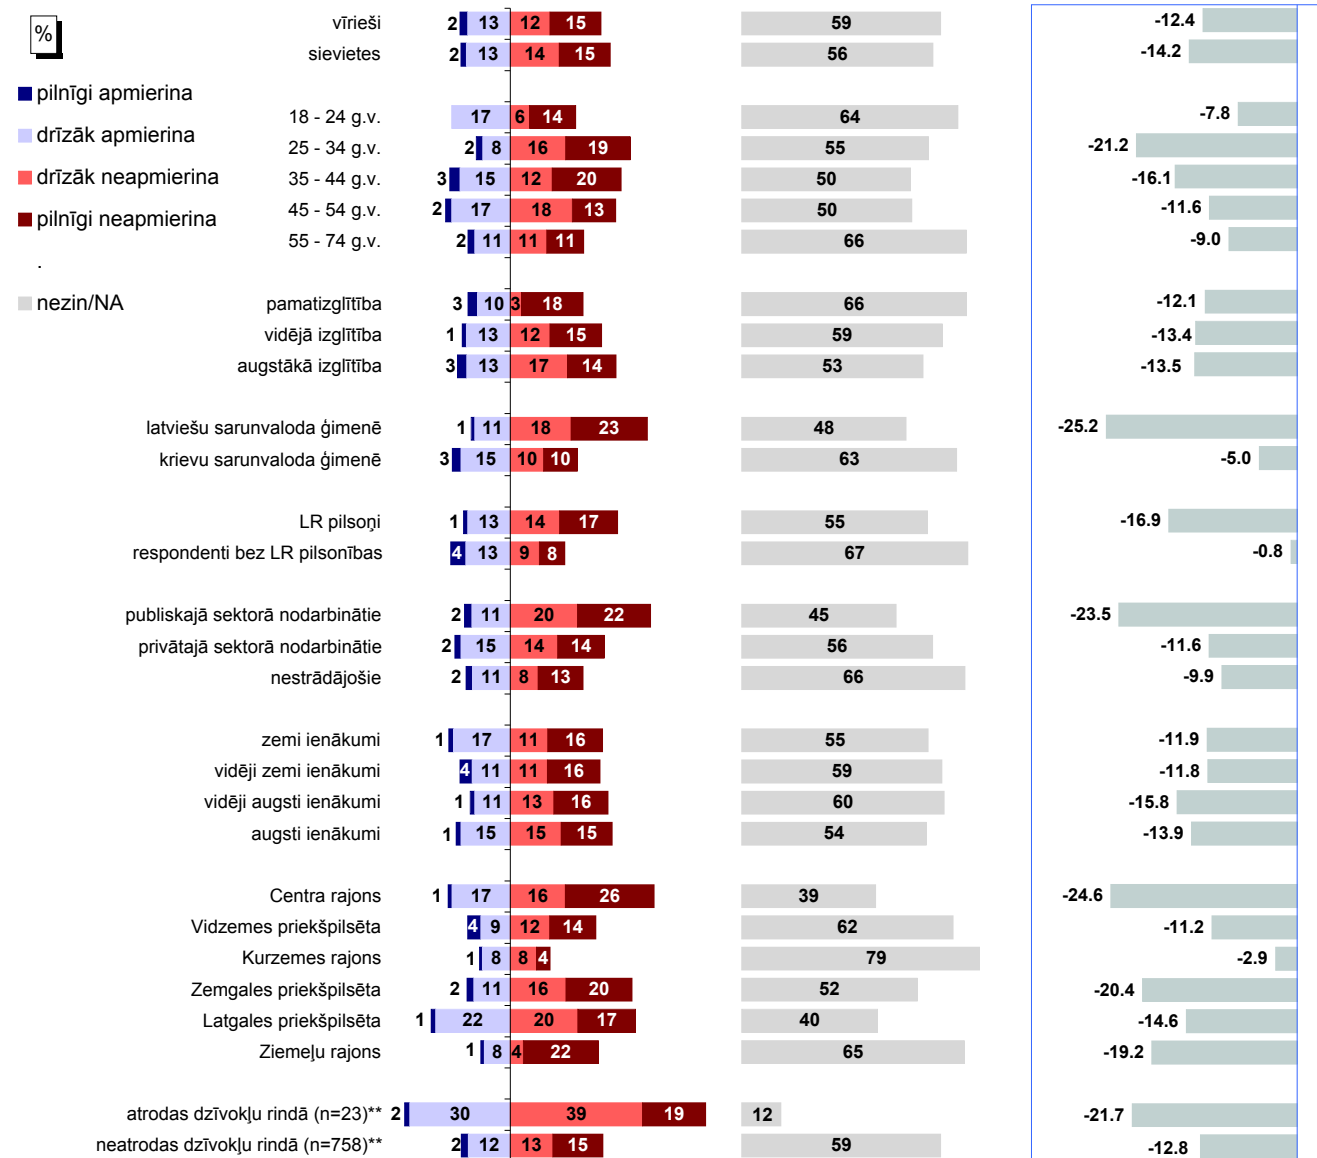 %
pilnīgi apmierina
drīzāk apmierina
drīzāk neapmierina
pilnīgi neapmierina
.
nezin/NA
vīrieši 2 13 12 15 59 -12.4
sievietes 2 13 14 15 56 -14.2
18 - 24 g.v. 17 6 14 64 -7.8
25 - 34 g.v. 2 8 16 19 55 -21.2
35 - 44 g.v. 3 15 12 20 50 -16.1
45 - 54 g.v. 2 17 18 13 50 -11.6
55 - 74 g.v. 2 11 11 11 66 -9.0
pamatizglītība 3 10 3 18 66 -12.1
vidējā izglītība 1 13 12 15 59 -13.4
augstākā izglītība 3 13 17 14 53 -13.5
latviešu sarunvaloda ģimenē 1 11 18 23 48 -25.2
krievu sarunvaloda ģimenē 3 15 10 10 63 -5.0
LR pilsoņi 1 13 14 17 55 -16.9
respondenti bez LR pilsonības 4 13 9 8 67 -0.8
publiskajā sektorā nodarbinātie 2 11 20 22 45 -23.5
privātajā sektorā nodarbinātie 2 15 14 14 56 -11.6
nestrādājošie 2 11 8 13 66 -9.9
zemi ienākumi 1 17 11 16 55 -11.9
vidēji zemi ienākumi 4 11 11 16 59 -11.8
vidēji augsti ienākumi 1 11 13 16 60 -15.8
augsti ienākumi 1 15 15 15 54 -13.9
Centra rajons 1 17 16 26 39 -24.6
Vidzemes priekšpilsēta 4 9 12 14 62 -11.2
Kurzemes rajons 1 8 8 4 79 -2.9
Zemgales priekšpilsēta 2 11 16 20 52 -20.4
Latgales priekšpilsēta 1 22 20 17 40 -14.6
Ziemeļu rajons 1 8 4 22 65 -19.2
atrodas dzīvokļu rindā (n=23)** 2 30 39 19 12 -21.7
neatrodas dzīvokļu rindā (n=758)** 2 12 13 15 59 -12.8